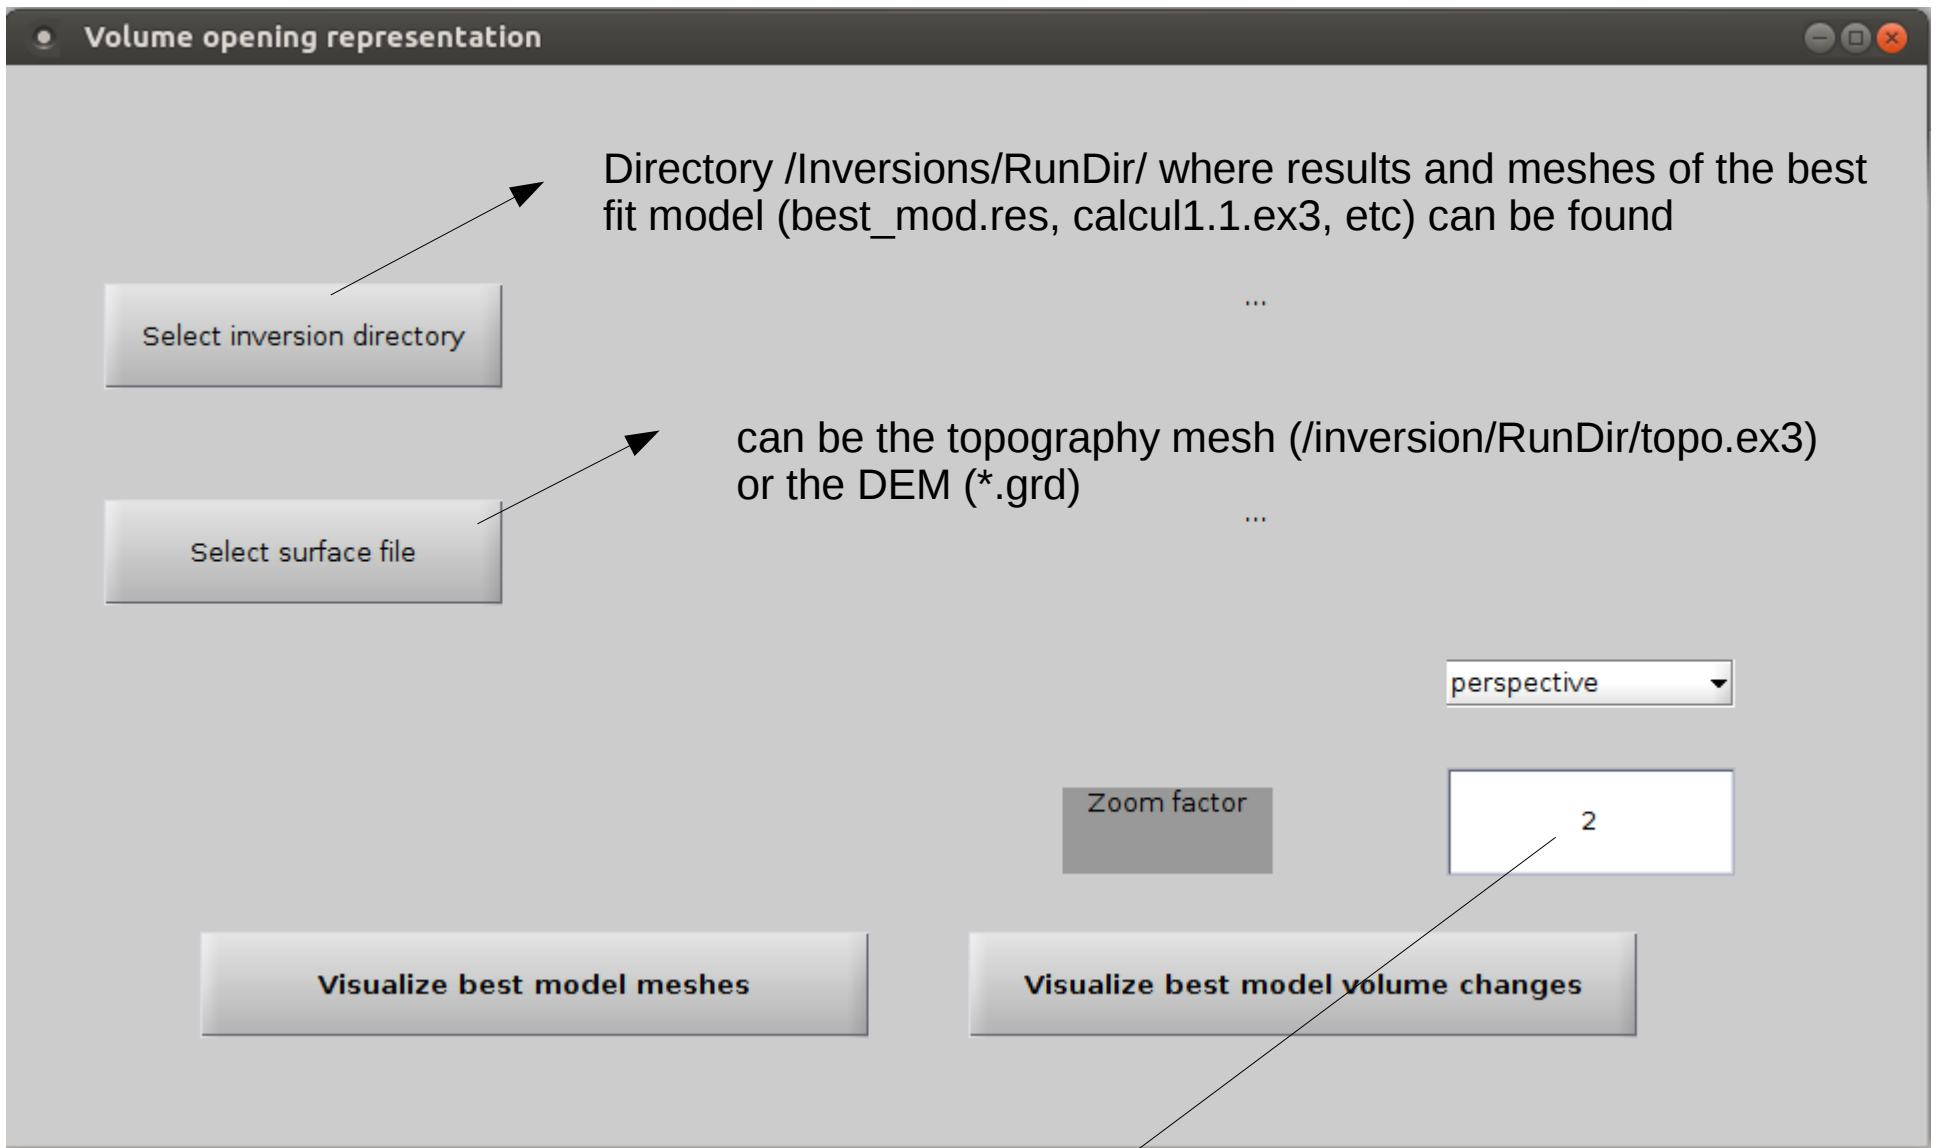 Volume opening representation
Directory /Inversions/RunDir/ where results and meshes of the best
fit model (best_mod.res, calcul1.1.ex3, etc) can be found
...
Select inversion directory
can be the topography mesh (/inversion/RunDir/topo.ex3)
or the DEM (*.grd)
...
Select surface file
perspective
Zoom factor
2
Visualize best model meshes
Visualize best model volume changes